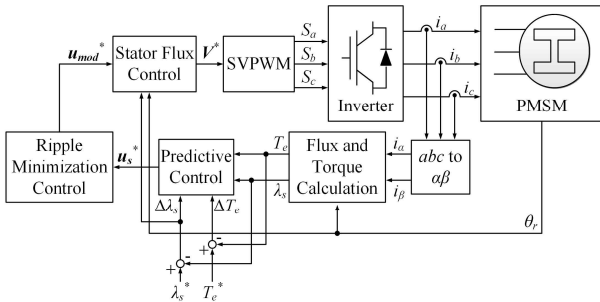 u_mod*
Stator Flux
Control
V*
SVPWM
S_a
S_b
S_c
Inverter
i_a
i_b
i_c
PMSM
Ripple
Minimization
Control
u_s*
Predictive
Control
T_e
λ_s
Flux and
Torque
Calculation
i_α
i_β
abc to
αβ
Δλ_s
ΔT_e
θ_r
+
-
+
-
λ_s*
T_e*